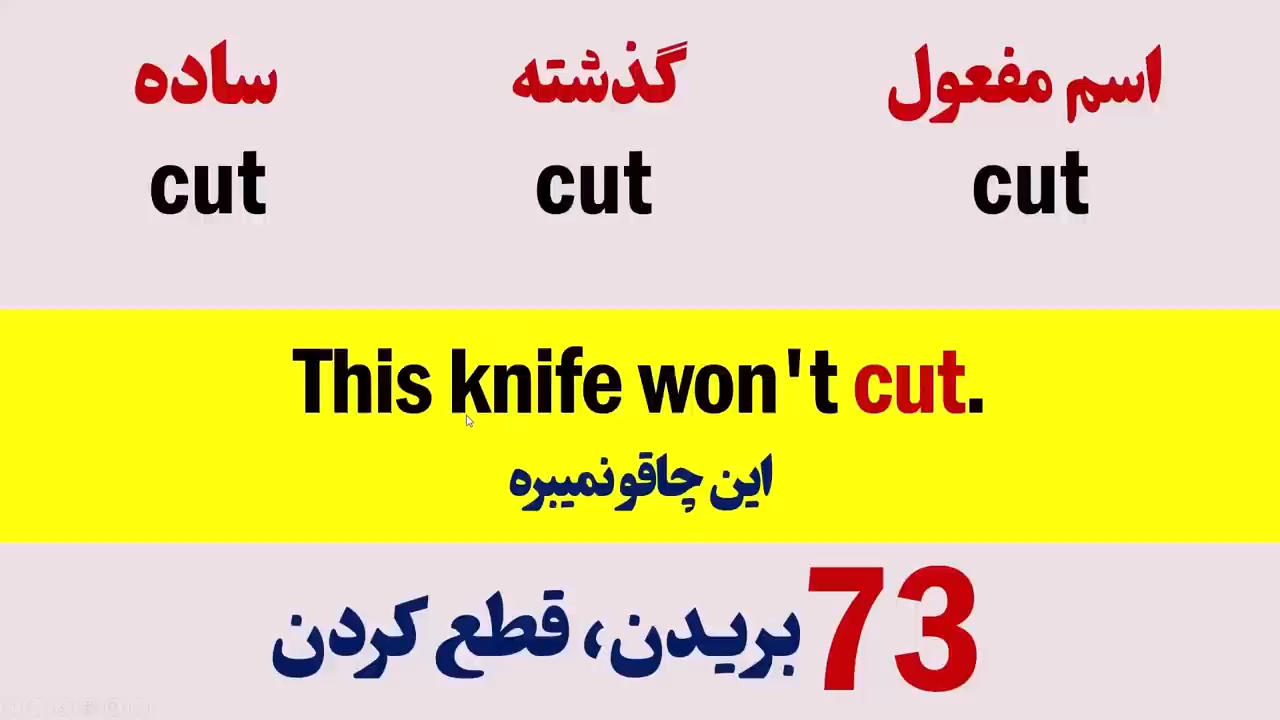 ساده گذشته اسم مفعول
cut cut cut
This knife won't cut.
این چاقو نمیبره
73 بریدن، قطع کردن